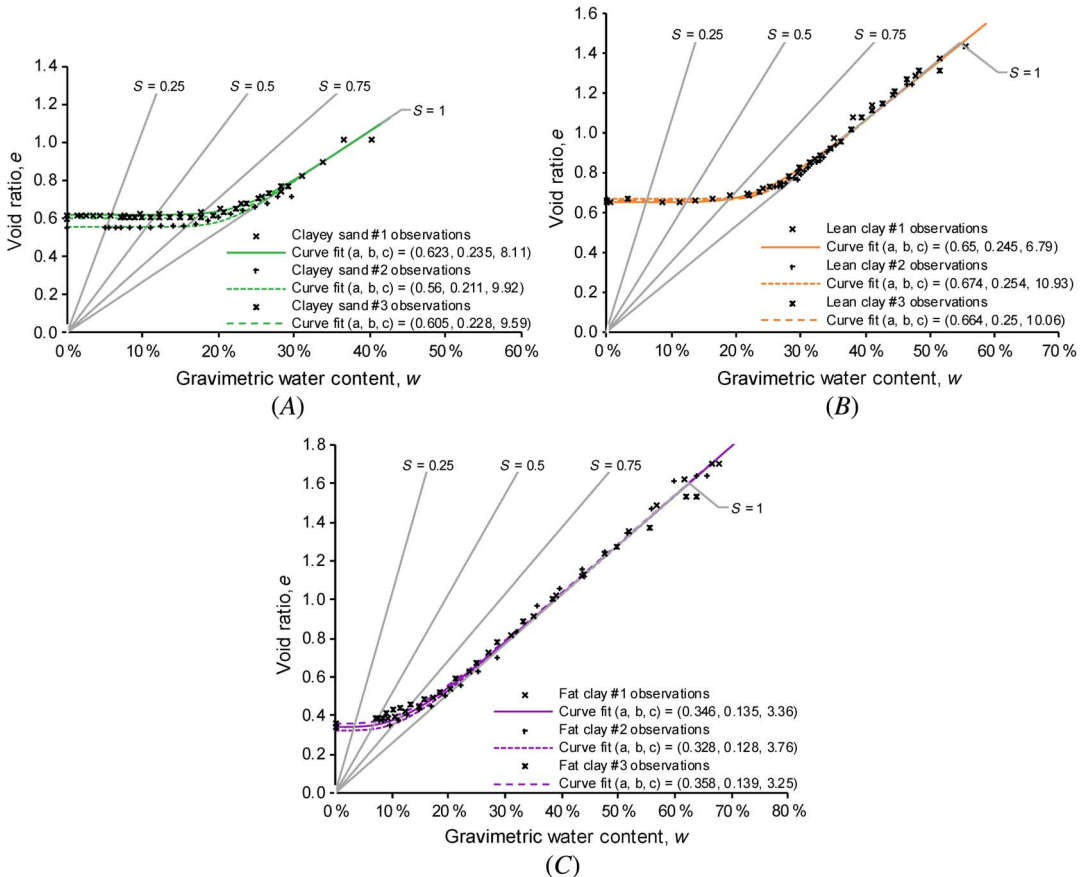 1.4
1.2
1.0
0.8
0.6
0.4
0.2
0.0
Void ratio, e
S = 0.25
S = 0.5
S = 0.75
S = 1
Clayey sand #1 observations
Curve fit (a, b, c) = (0.623, 0.235, 8.11)
Clayey sand #2 observations
Curve fit (a, b, c) = (0.56, 0.211, 9.92)
Clayey sand #3 observations
Curve fit (a, b, c) = (0.605, 0.228, 9.59)
0 % 10 % 20 % 30 % 40 % 50 % 60 %
Gravimetric water content, w
(A)
1.6
1.4
1.2
1.0
0.8
0.6
0.4
0.2
0.0
Void ratio, e
S = 0.25
S = 0.5
S = 0.75
S = 1
Lean clay #1 observations
Curve fit (a, b, c) = (0.65, 0.245, 6.79)
Lean clay #2 observations
Curve fit (a, b, c) = (0.674, 0.254, 10.93)
Lean clay #3 observations
Curve fit (a, b, c) = (0.664, 0.25, 10.06)
0 % 10 % 20 % 30 % 40 % 50 % 60 % 70 %
Gravimetric water content, w
(B)
1.8
1.6
1.4
1.2
1.0
0.8
0.6
0.4
0.2
0.0
Void ratio, e
S = 0.25
S = 0.5
S = 0.75
S = 1
Fat clay #1 observations
Curve fit (a, b, c) = (0.346, 0.135, 3.36)
Fat clay #2 observations
Curve fit (a, b, c) = (0.328, 0.128, 3.76)
Fat clay #3 observations
Curve fit (a, b, c) = (0.358, 0.139, 3.25)
0 % 10 % 20 % 30 % 40 % 50 % 60 % 70 % 80 %
Gravimetric water content, w
(C)